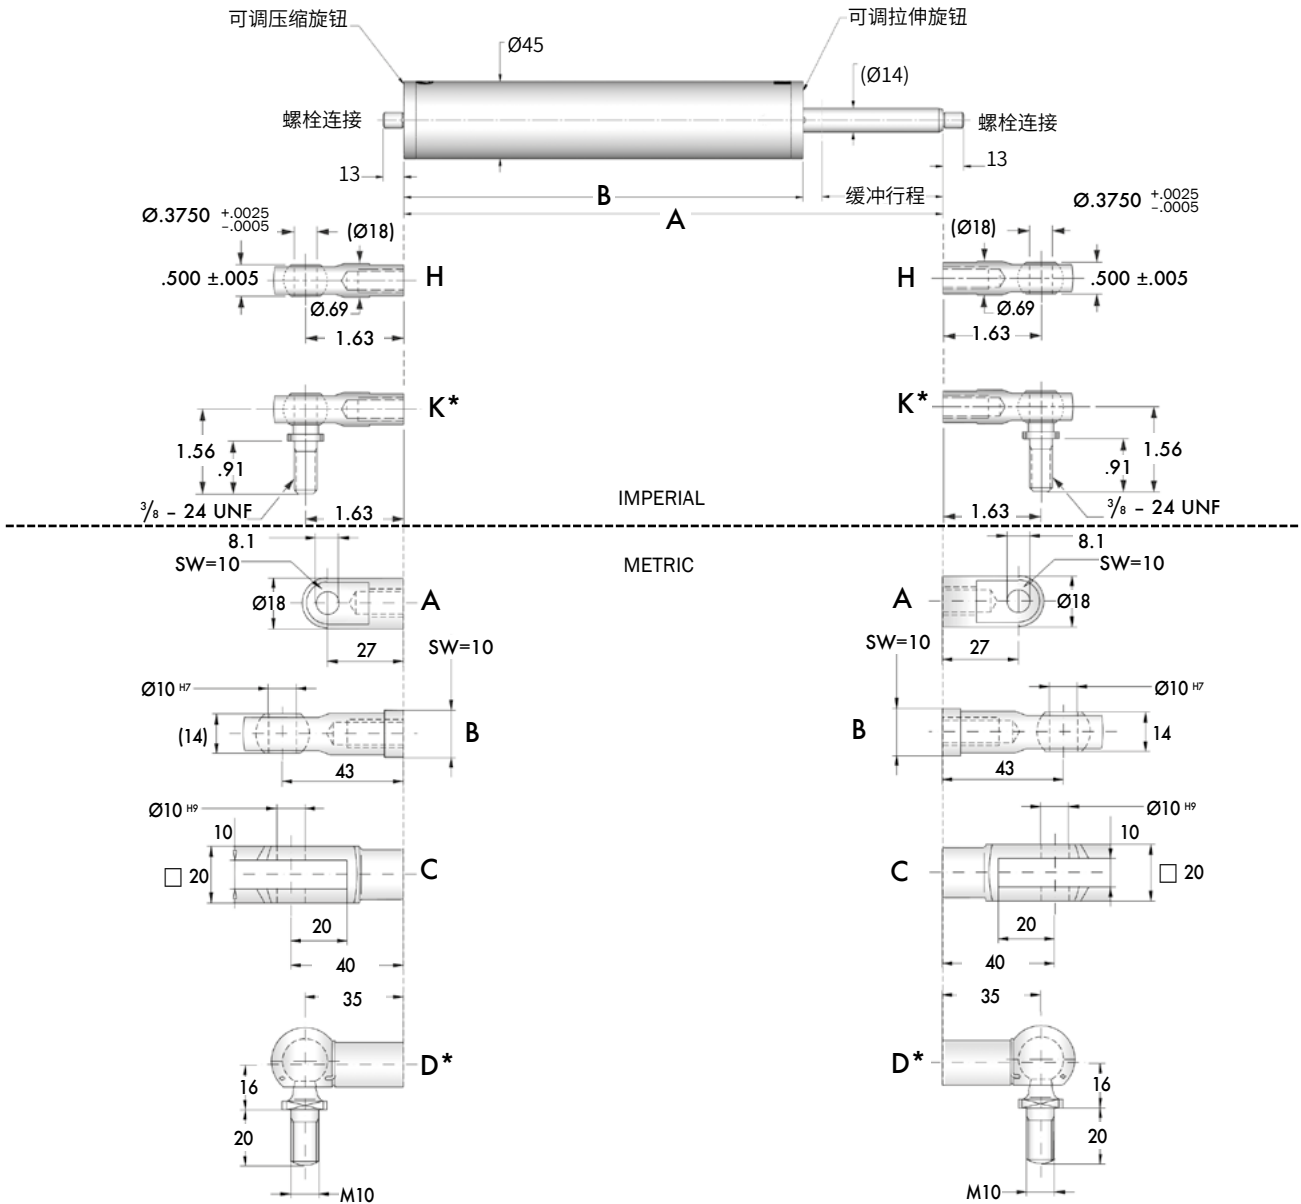 可调压缩旋钮
可调拉伸旋钮
Ø45
(Ø14)
螺栓连接
螺栓连接
13
13
B
缓冲行程
A
Ø.3750 +.0025 -.0005
(Ø18)
.500 ±.005
Ø.69
1.63
H
Ø.3750 +.0025 -.0005
(Ø18)
H
.500 ±.005
Ø.69
1.63
K*
1.56
.91
3/8 – 24 UNF
1.63
K*
1.56
.91
3/8 – 24 UNF
1.63
IMPERIAL
METRIC
8.1
SW=10
Ø18
A
27
8.1
SW=10
A
Ø18
27
SW=10
Ø10 H7
(14)
B
43
SW=10
Ø10 H7
B
14
43
Ø10 H9
10
□ 20
C
20
40
Ø10 H9
10
C
□ 20
20
40
35
D*
16
20
M10
35
D*
16
20
M10